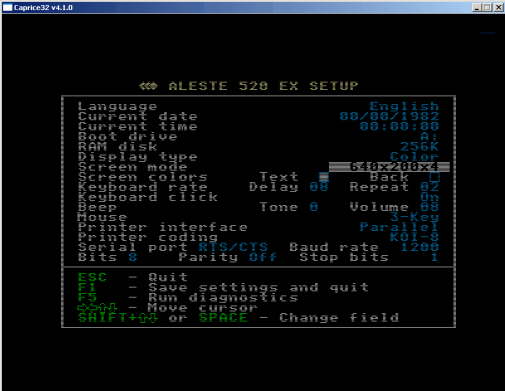 Caprice32 v4.1.0
ALESTE 520 EX SETUP
Language English
Current date 00/00/1982
Current time 00:00:00
Boot drive A:
RAM disk 256K
Display type Color
Screen mode 640x200x4
Screen colors Text Back
Keyboard rate Delay 08 Repeat 02
Keyboard click On
Beep Tone 0 Volume 08
Mouse 3-Key
Printer interface Parallel
Printer coding KOI-8
Serial port RTS/CTS Baud rate 1200
Bits 8 Parity Off Stop bits 1
ESC - Quit
F1 - Save settings and quit
F5 - Run diagnostics
⇦⇨⇧⇩ - Move cursor
SHIFT+⇧⇩ or SPACE - Change field